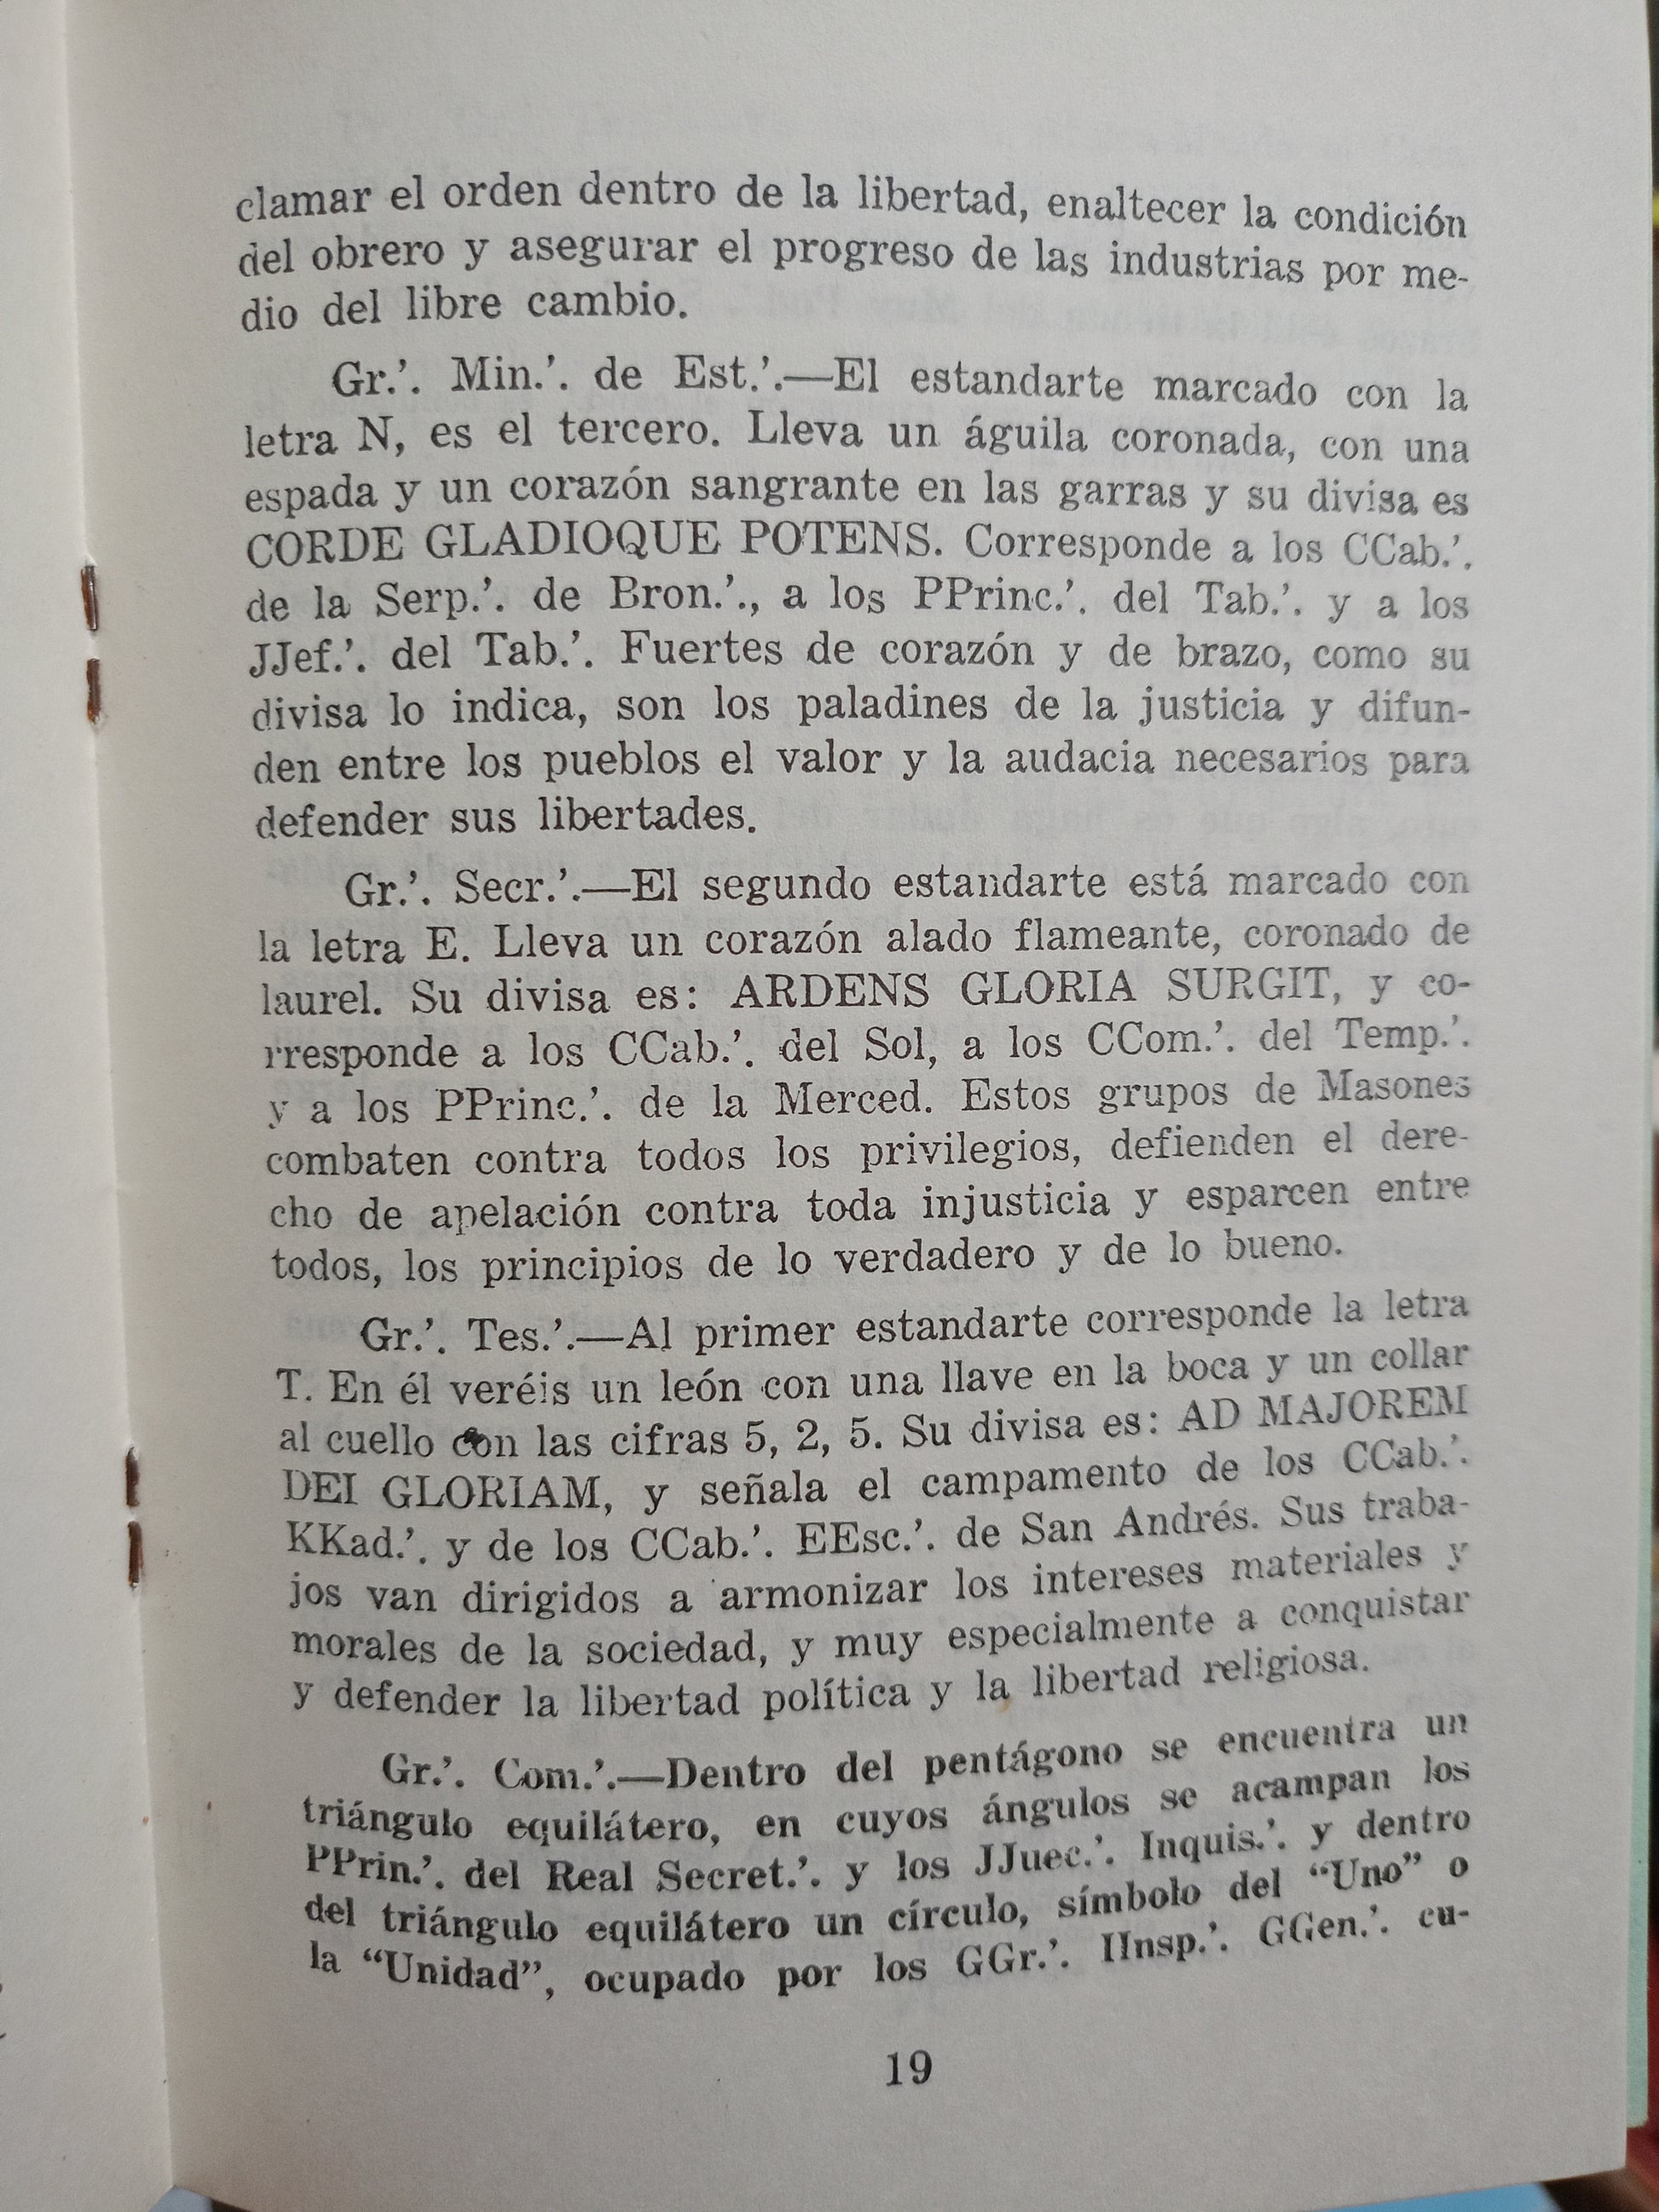 clamar el orden dentro de la libertad, enaltecer la condición
del obrero y asegurar el progreso de las industrias por me-
dio del libre cambio.
Gr.'. Min.'. de Est.'.—El estandarte marcado con la
letra N, es el tercero. Lleva un águila coronada, con una
espada y un corazón sangrante en las garras y su divisa es
CORDE GLADIOQUE POTENS. Corresponde a los CCab.'.
de la Serp.'. de Bron.'., a los PPrinc.'. del Tab.'. y a los
JJef.'. del Tab.'. Fuertes de corazón y de brazo, como su
divisa lo indica, son los paladines de la justicia y difun-
den entre los pueblos el valor y la audacia necesarios para
defender sus libertades.
Gr.'. Secr.'.—El segundo estandarte está marcado con
la letra E. Lleva un corazón alado flameante, coronado de
laurel. Su divisa es: ARDENS GLORIA SURGIT, y co-
rresponde a los CCab.'. del Sol, a los CCom.'. del Temp.'.
y a los PPrinc.'. de la Merced. Estos grupos de Masones
combaten contra todos los privilegios, defienden el dere-
cho de apelación contra toda injusticia y esparcen entre
todos, los principios de lo verdadero y de lo bueno.
Gr.'. Tes.'.—Al primer estandarte corresponde la letra
T. En él veréis un león con una llave en la boca y un collar
al cuello con las cifras 5, 2, 5. Su divisa es: AD MAJOREM
DEI GLORIAM, y señala el campamento de los CCab.'.
KKad.'. y de los CCab.'. EEsc.'. de San Andrés. Sus traba-
jos van dirigidos a armonizar los intereses materiales y
morales de la sociedad, y muy especialmente a conquistar
y defender la libertad política y la libertad religiosa.
Gr.'. Com.'.—Dentro del pentágono se encuentra un
triángulo equilátero, en cuyos ángulos se acampan los
PPrin.'. del Real Secret.'. y los JJuec.'. Inquis.'. y dentro
del triángulo equilátero un círculo, símbolo del "Uno" o
la "Unidad", ocupado por los GGr.'. IInsp.'. GGen.'. cu-
19